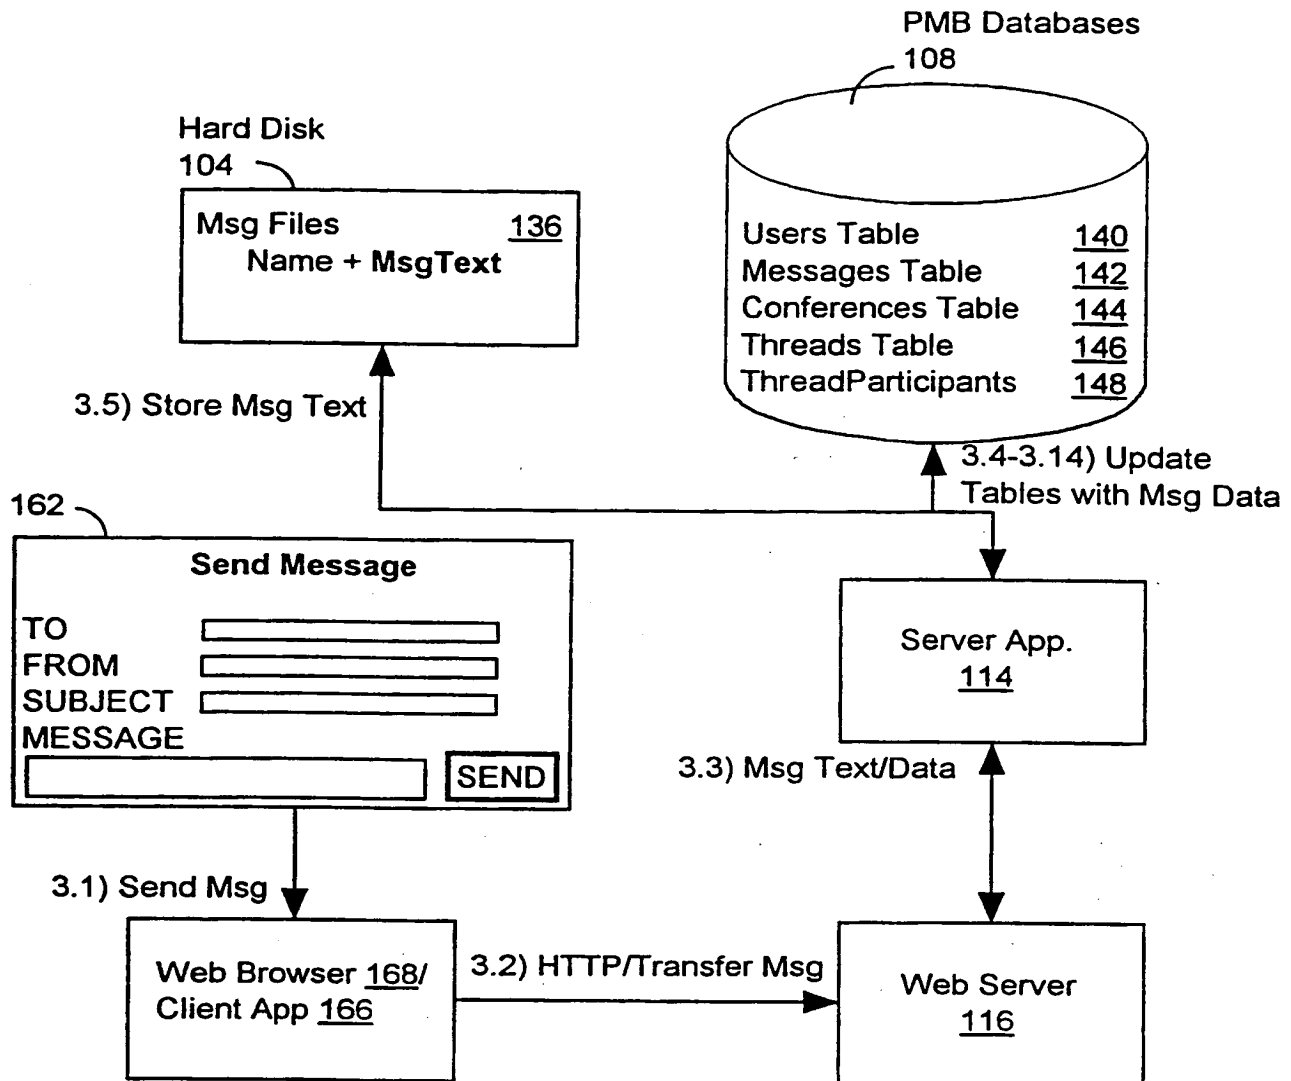 PMB Databases
108
Hard Disk
104
Msg Files 136
Name + MsgText
Users Table 140
Messages Table 142
Conferences Table 144
Threads Table 146
ThreadParticipants 148
3.5) Store Msg Text
3.4-3.14) Update
Tables with Msg Data
162
Send Message
TO
FROM
SUBJECT
MESSAGE
SEND
Server App.
114
3.3) Msg Text/Data
3.1) Send Msg
Web Browser 168/
Client App 166
3.2) HTTP/Transfer Msg
Web Server
116